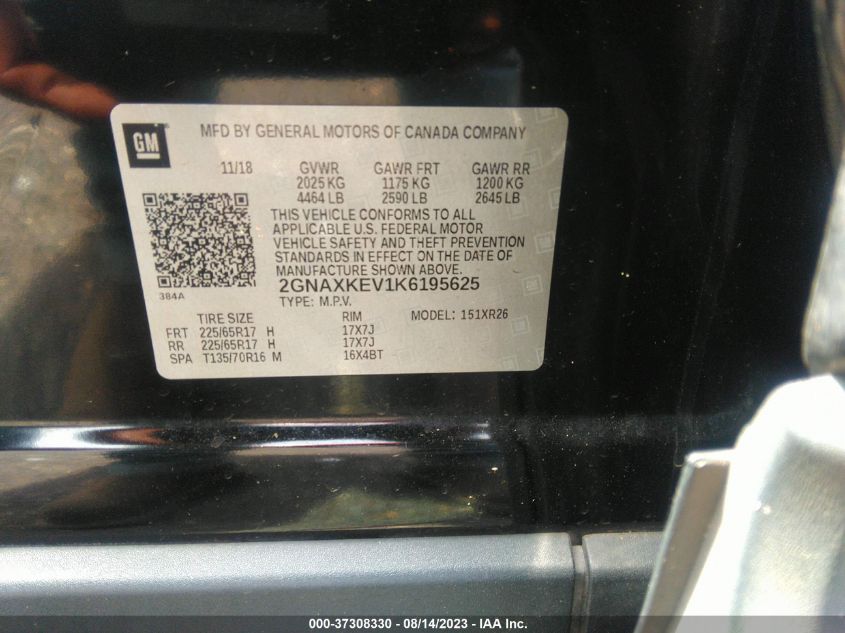 GM
MFD BY GENERAL MOTORS OF CANADA COMPANY
11/18 GVWR GAWR FRT GAWR RR
2025 KG 1175 KG 1200 KG
4464 LB 2590 LB 2645 LB
THIS VEHICLE CONFORMS TO ALL
APPLICABLE U.S. FEDERAL MOTOR
VEHICLE SAFETY AND THEFT PREVENTION
STANDARDS IN EFFECT ON THE DATE OF
MANUFACTURE SHOWN ABOVE.
384A
2GNAXKEV1K6195625
TYPE: M.P.V.
TIRE SIZE RIM MODEL: 151XR26
FRT 225/65R17 H 17X7J
RR 225/65R17 H 17X7J
SPA T135/70R16 M 16X4BT
000-37308330 - 08/14/2023 - IAA Inc.